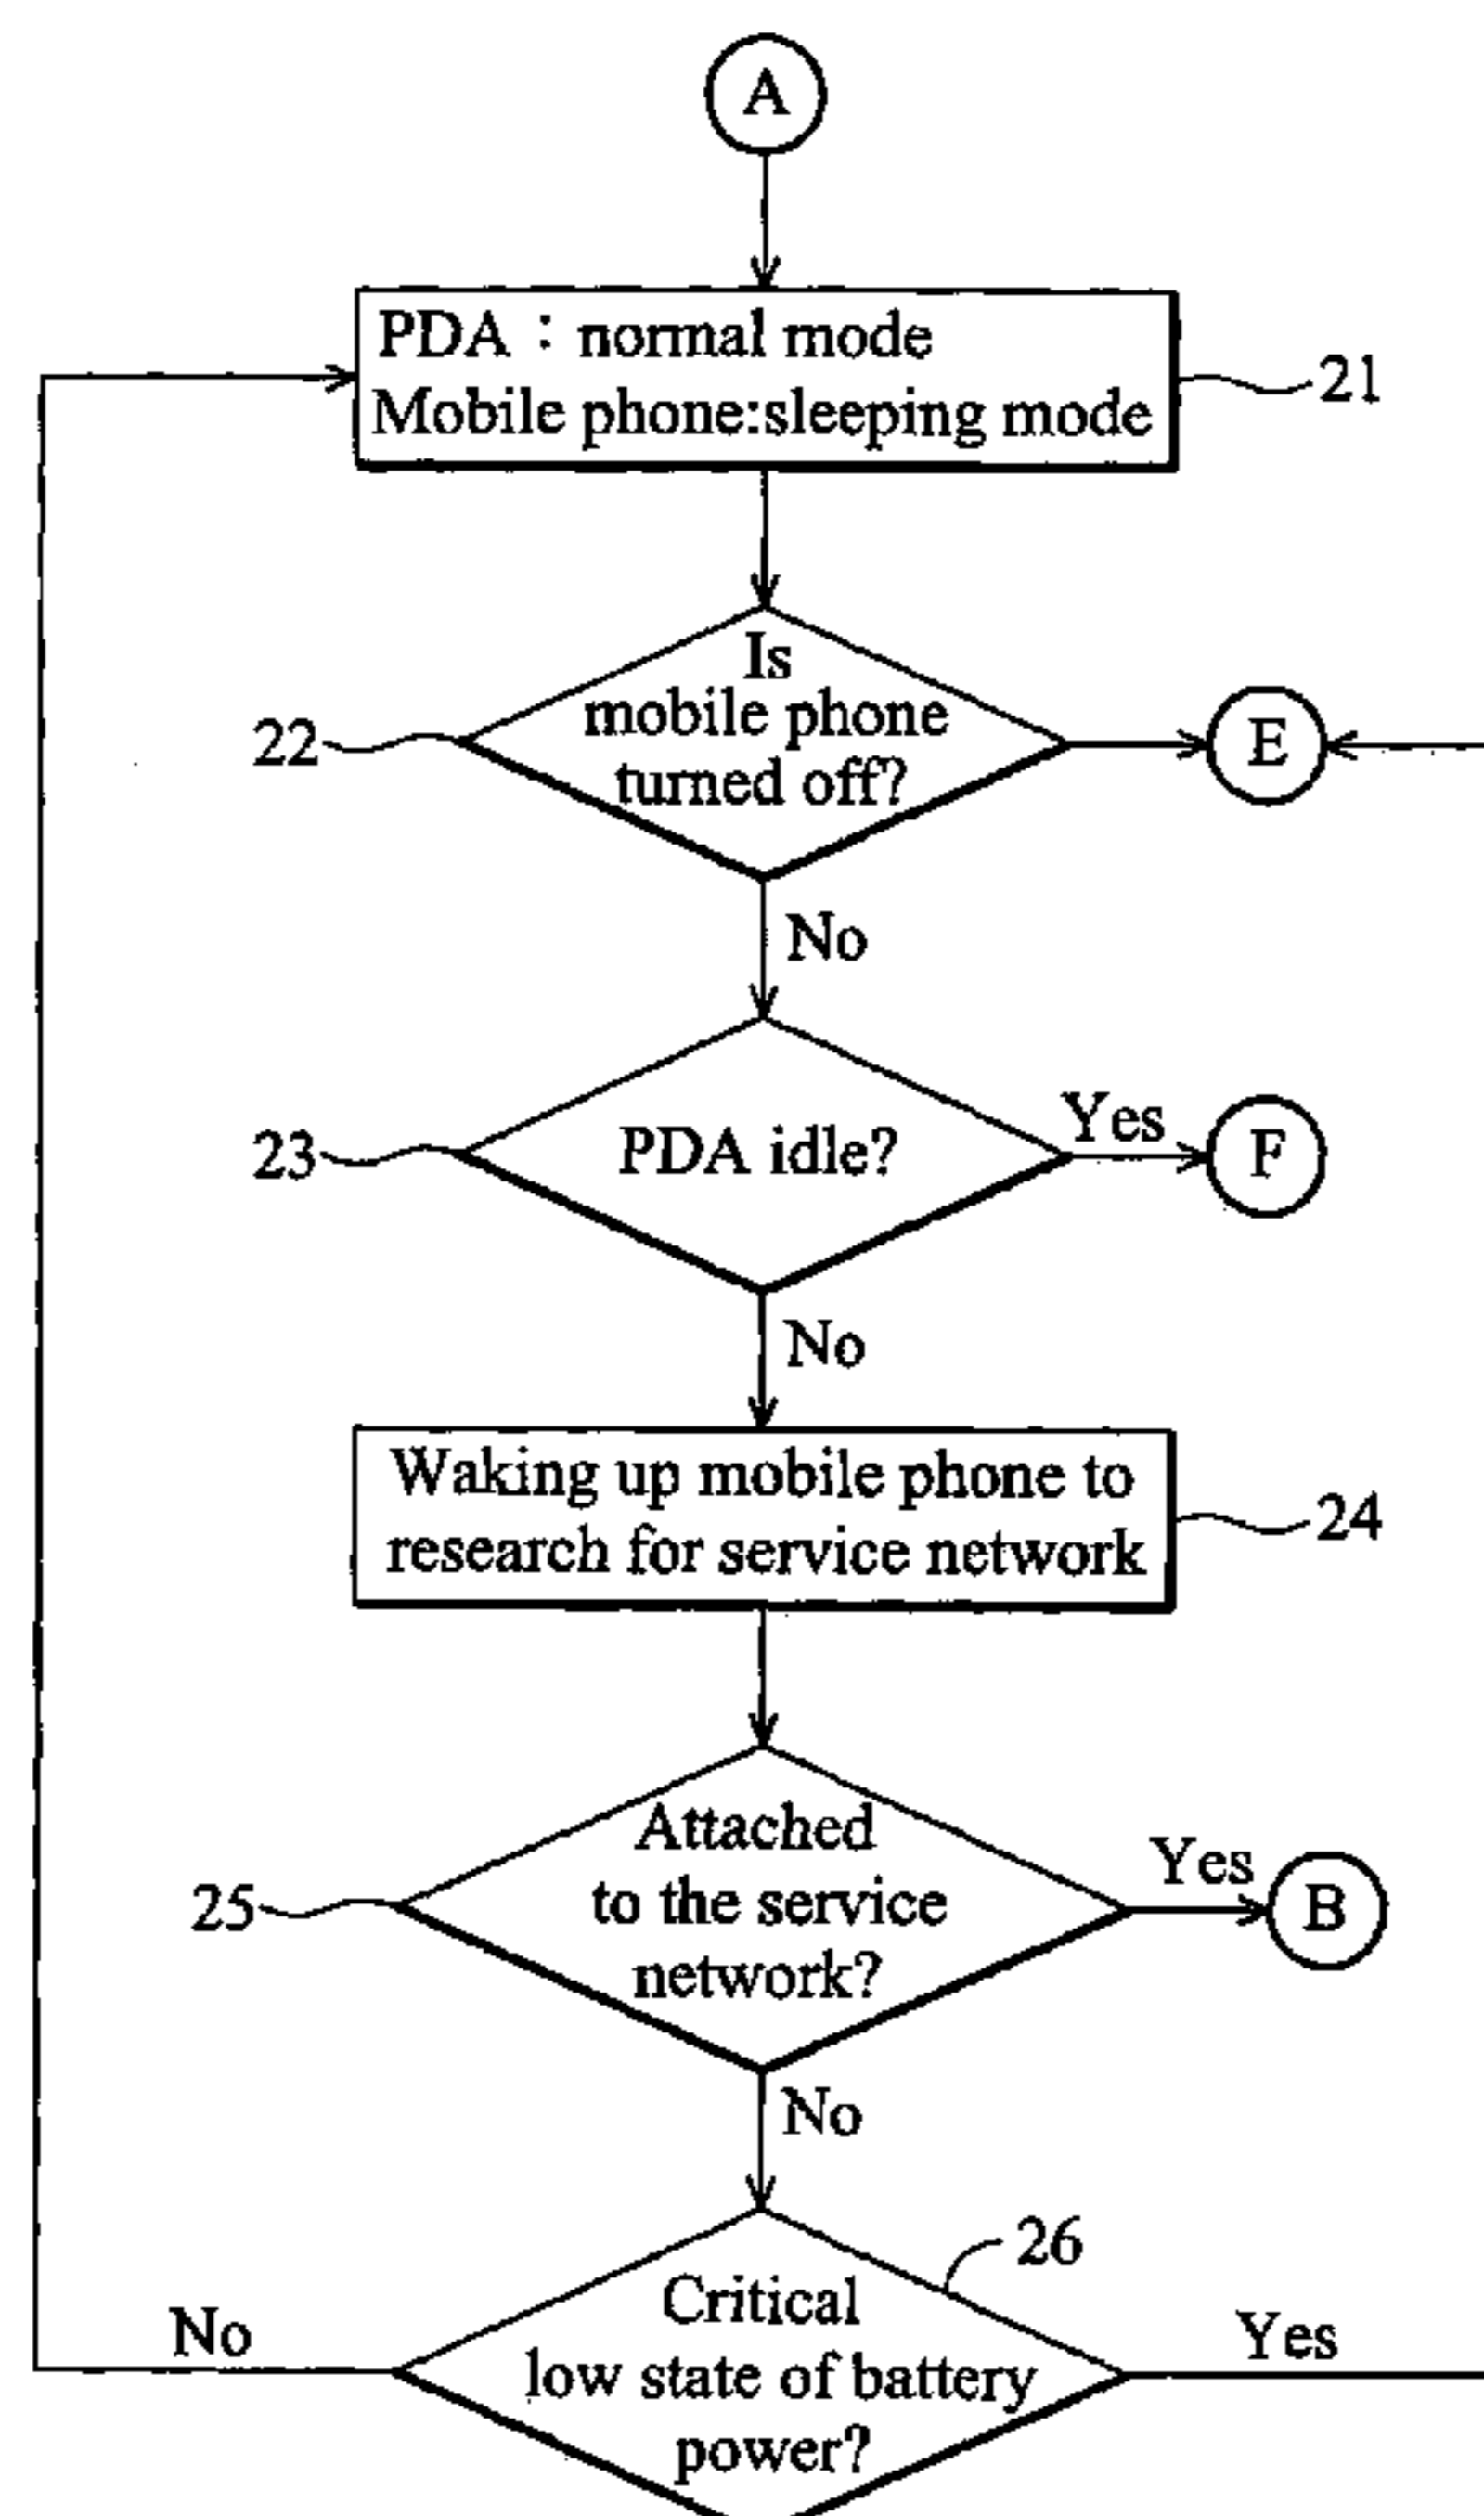 A
PDA : normal mode
Mobile phone:sleeping mode
21
Is
mobile phone
turned off?
22
E
No
PDA idle?
23
Yes
F
No
Waking up mobile phone to
research for service network
24
Attached
to the service
network?
25
Yes
B
No
26
Critical
low state of battery
power?
No
Yes